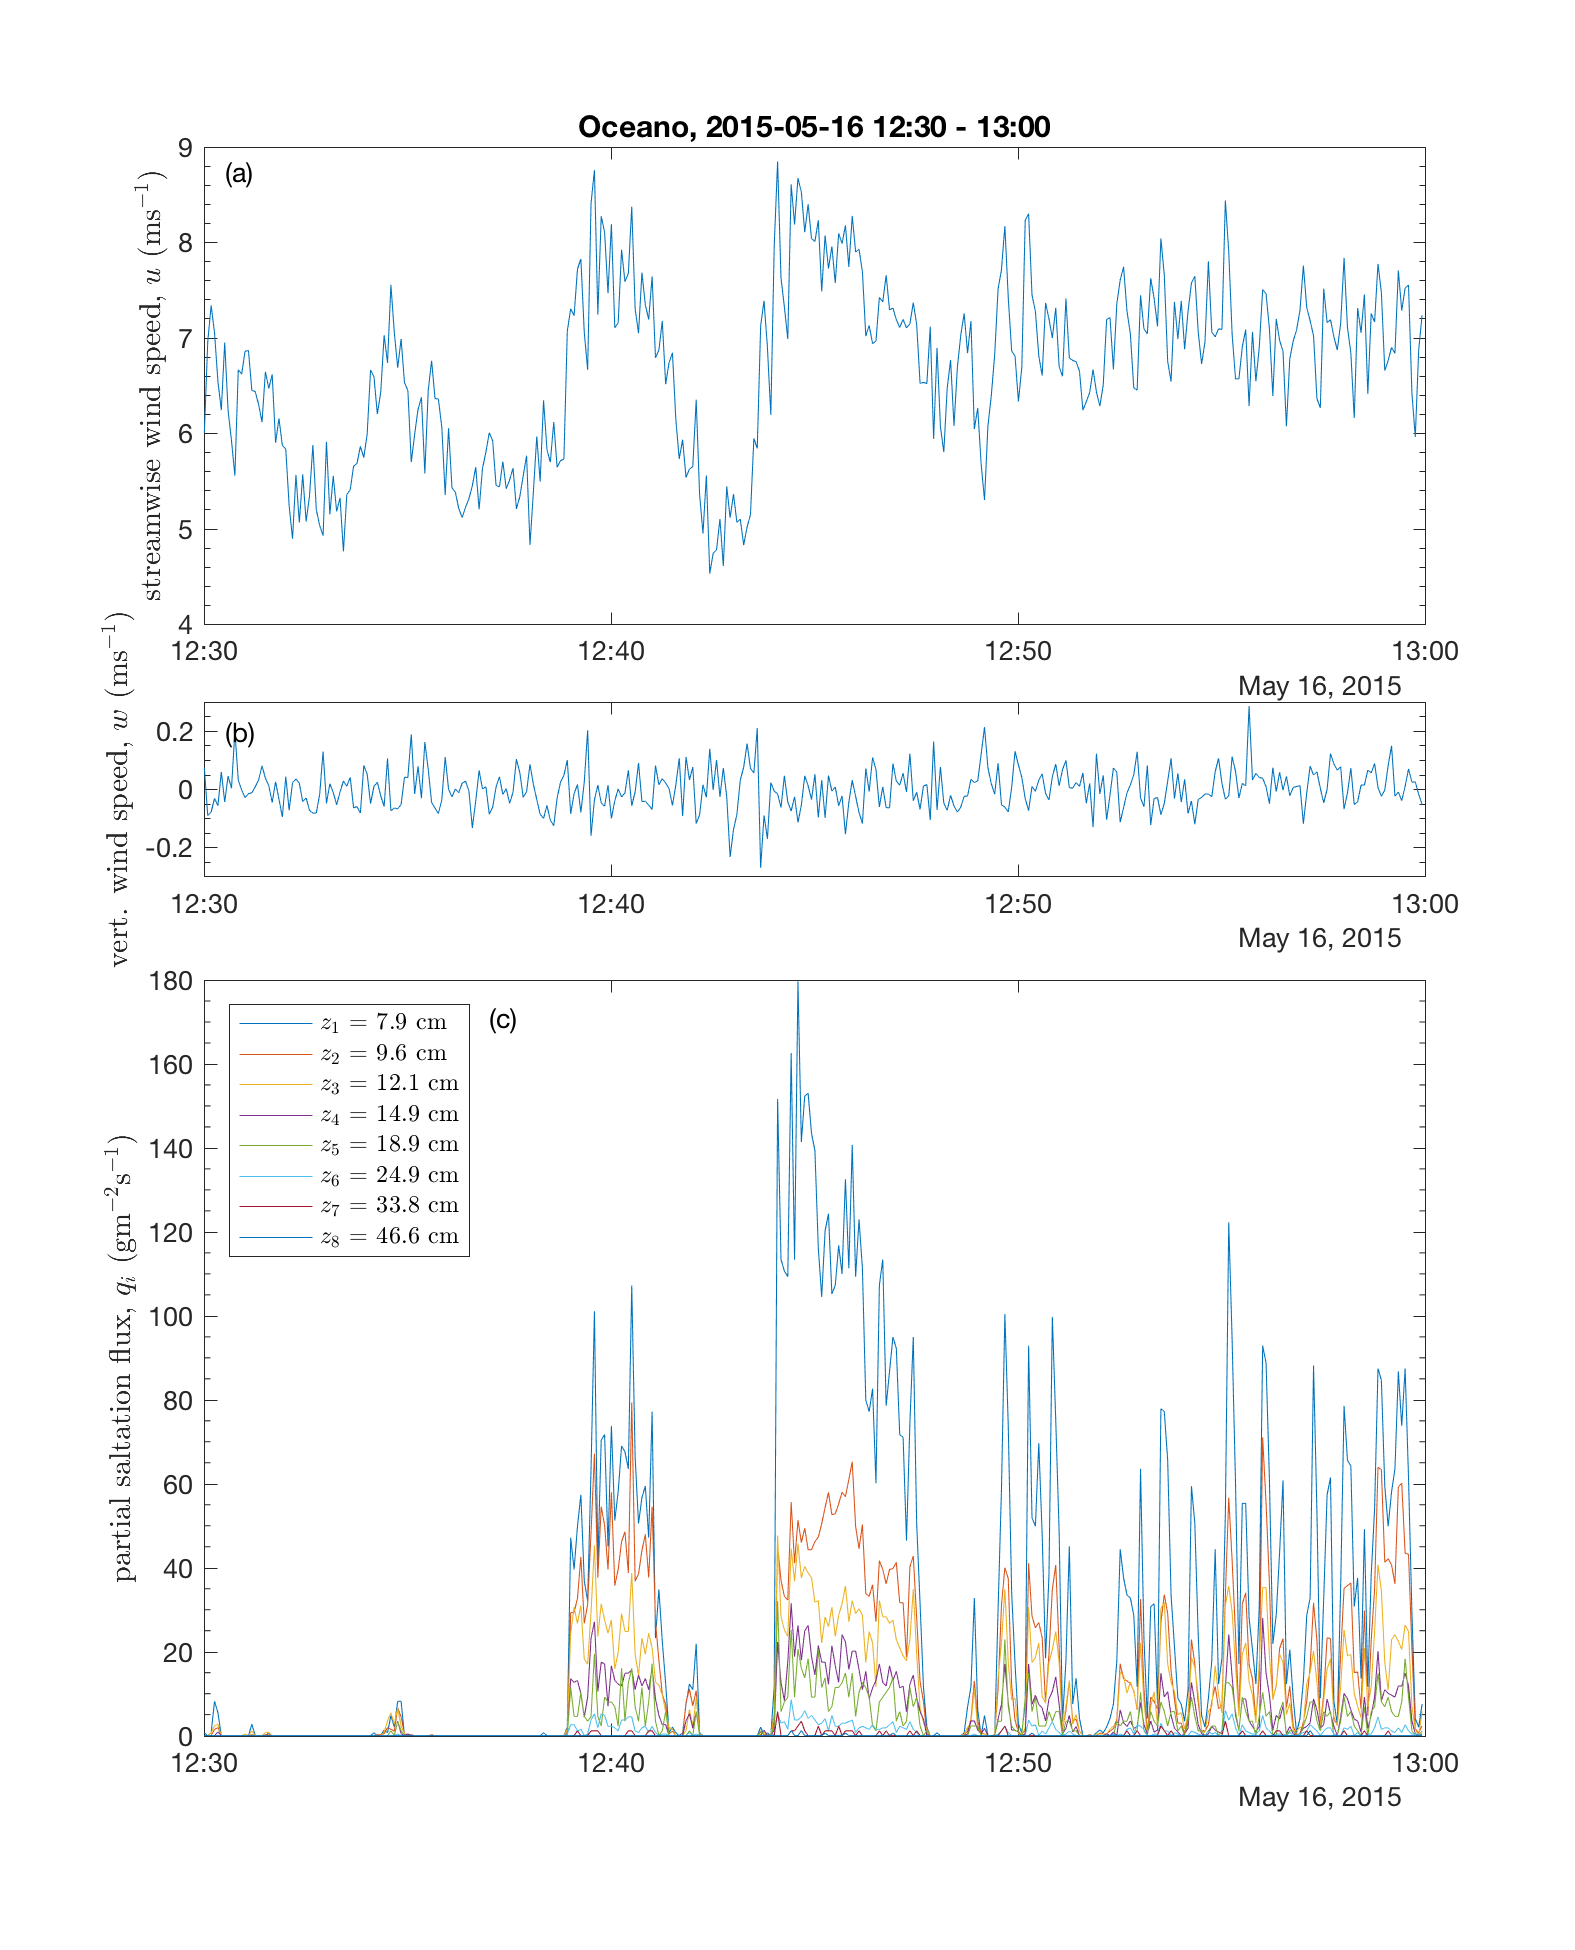 Oceano, 2015-05-16 12:30 - 13:00
(a)
streamwise wind speed, u (ms⁻¹)
9
8
7
6
5
4
12:30 12:40 12:50 13:00
May 16, 2015
(b)
vert. wind speed, w (ms⁻¹)
0.2
0
-0.2
12:30 12:40 12:50 13:00
May 16, 2015
(c)
partial saltation flux, qᵢ (gm⁻²s⁻¹)
180
160
140
120
100
80
60
40
20
0
z₁ = 7.9 cm
z₂ = 9.6 cm
z₃ = 12.1 cm
z₄ = 14.9 cm
z₅ = 18.9 cm
z₆ = 24.9 cm
z₇ = 33.8 cm
z₈ = 46.6 cm
12:30 12:40 12:50 13:00
May 16, 2015